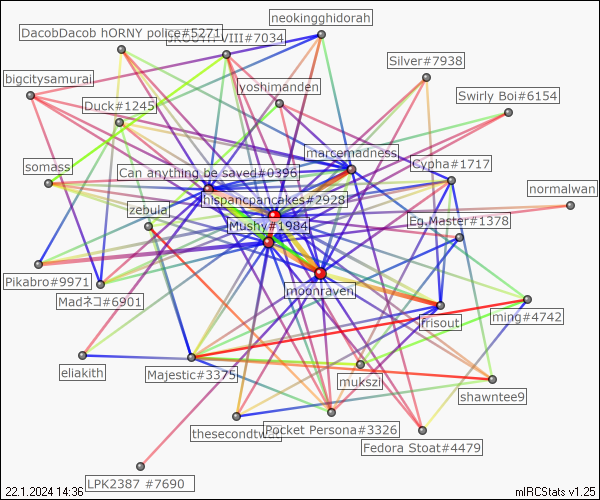 neokingghidorah
DacobDacob hORNY police#5271
VIII#7034
Silver#7938
bigcitysamurai
yoshimanden
Duck#1245
Swirly Boi#6154
marcemadness
Cypha#1717
somass
Can anything be saved#0396
normalwan
hispancpancakes#2928
zebula
Mushy#1984
Eg.Master#1378
Pikabro#9971
moonraven
Madネコ#6901
frisout
ming#4742
eliakith
Majestic#3375
mukszi
shawntee9
thesecondtwat
Pocket Persona#3326
Fedora Stoat#4479
LPK2387 #7690
22.1.2024 14:36
mIRCStats v1.25